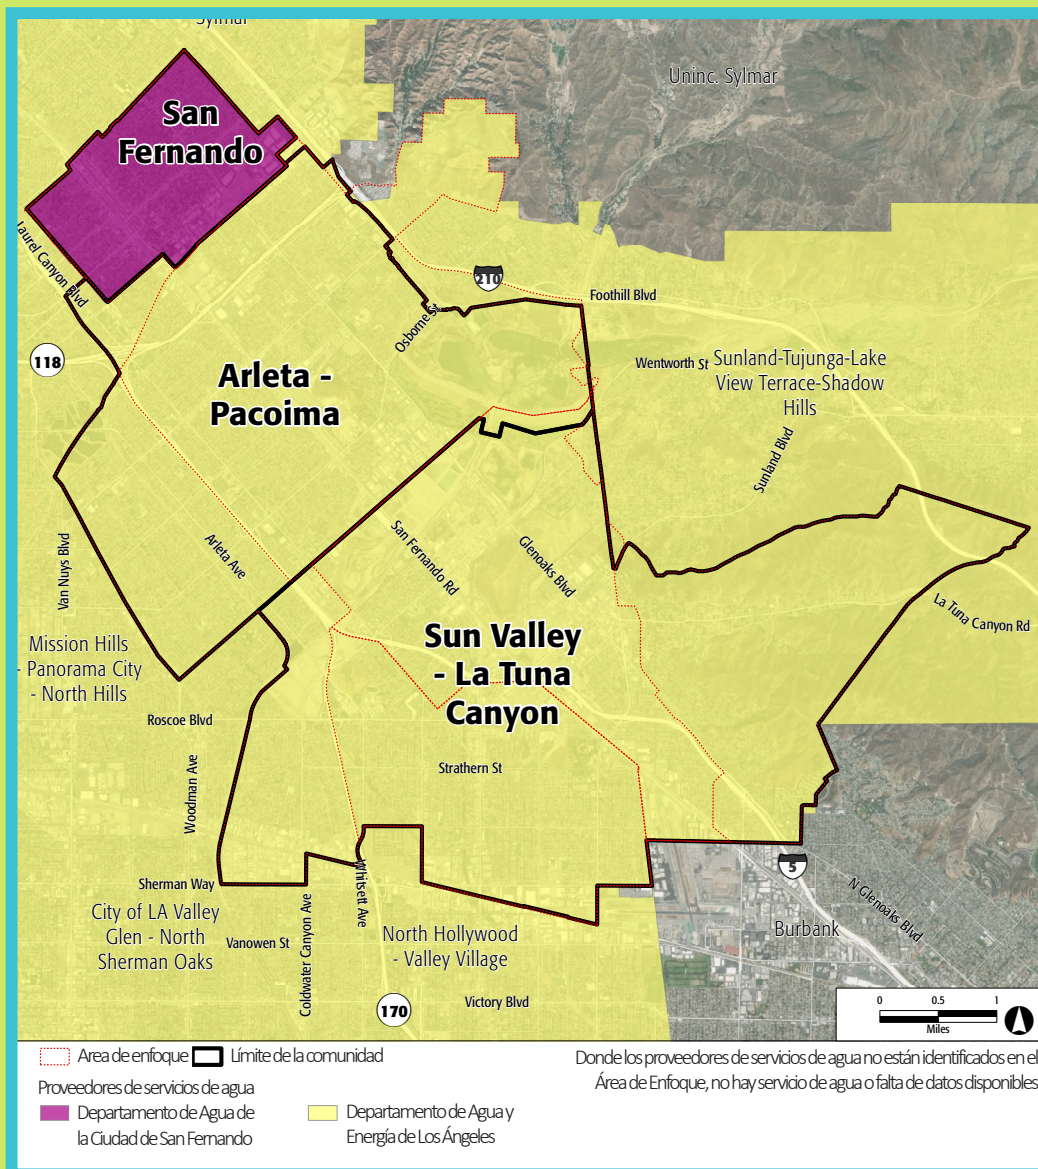 Sylmar
Uninc. Sylmar
San
Fernando
Laurel Canyon Blvd
210
Foothill Blvd
Osborne St
118
Wentworth St
Sunland-Tujunga-Lake
View Terrace-Shadow
Hills
Arleta -
Pacoima
Sunland Blvd
San Fernando Rd
Glenoaks Blvd
Van Nuys Blvd
Arleta Ave
La Tuna Canyon Rd
Mission Hills
- Panorama City
- North Hills
Sun Valley
- La Tuna
Canyon
Roscoe Blvd
Strathern St
Woodman Ave
5
Sherman Way
Whitsett Ave
N Glenoaks Blvd
City of LA Valley
Glen - North
Sherman Oaks
Vanowen St
Coldwater Canyon Ave
North Hollywood
- Valley Village
Burbank
170
Victory Blvd
0 0.5 1
Miles
Area de enfoque
Límite de la comunidad
Proveedores de servicios de agua
Departamento de Agua de
la Ciudad de San Fernando
Departamento de Agua y
Energía de Los Ángeles
Donde los proveedores de servicios de agua no están identificados en el
Área de Enfoque, no hay servicio de agua o falta de datos disponibles